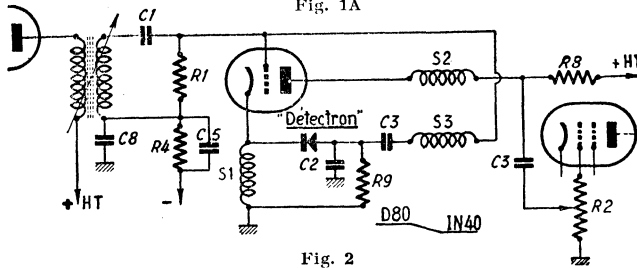 Fig. 1A
C1
S2
R8
+HT
R1
"Détectron"
C3
S3
C8
R4
C5
C2
S1
R9
C3
R2
+HT
-
D80
IN40
Fig. 2